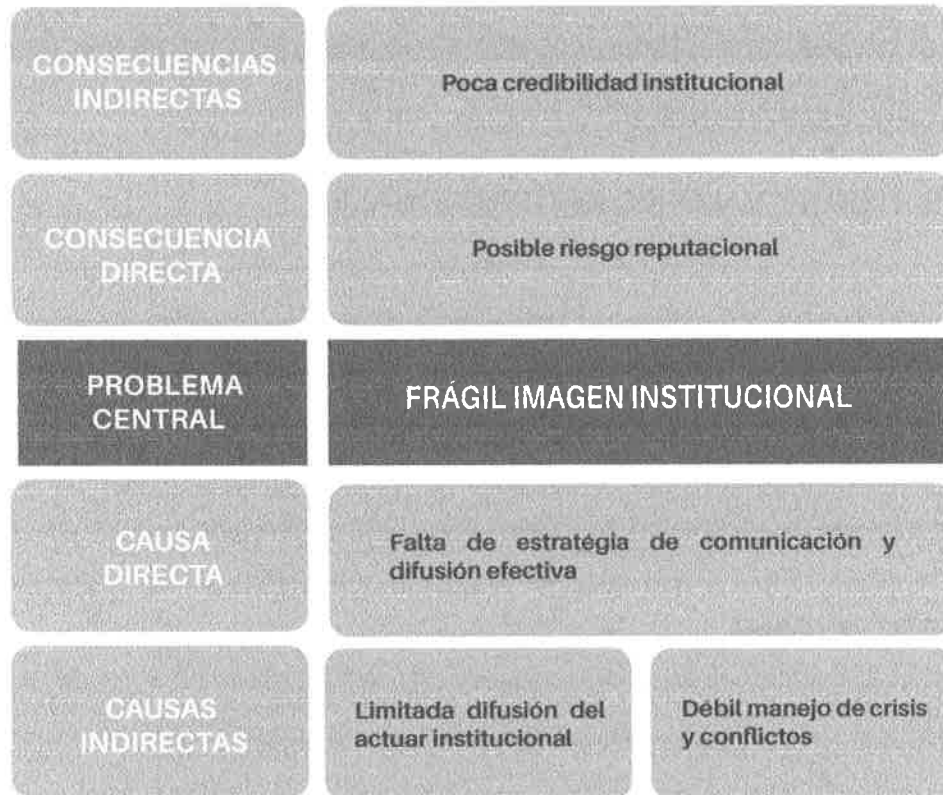 CONSECUENCIAS
INDIRECTAS
Poca credibilidad institucional
CONSECUENCIA
DIRECTA
Posible riesgo reputacional
PROBLEMA
CENTRAL
FRÁGIL IMAGEN INSTITUCIONAL
CAUSA
DIRECTA
Falta de estratégia de comunicación y
difusión efectiva
CAUSAS
INDIRECTAS
Limitada difusión del
actuar institucional
Débil manejo de crisis
y conflictos